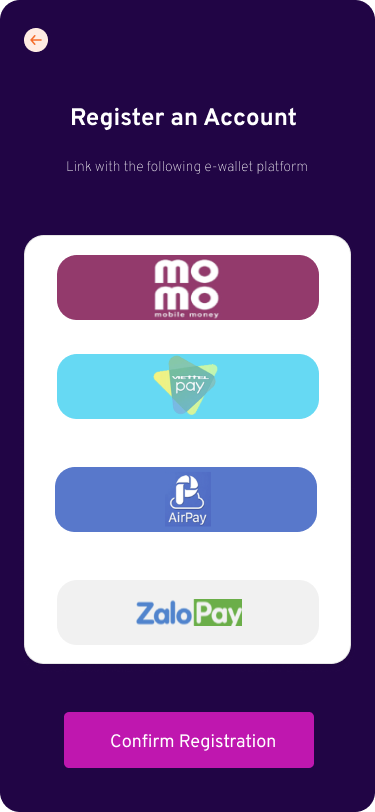 Register an Account
Link with the following e-wallet platform
mo
mo
mobile money
VIETTEL
pay
AirPay
ZaloPay
Confirm Registration